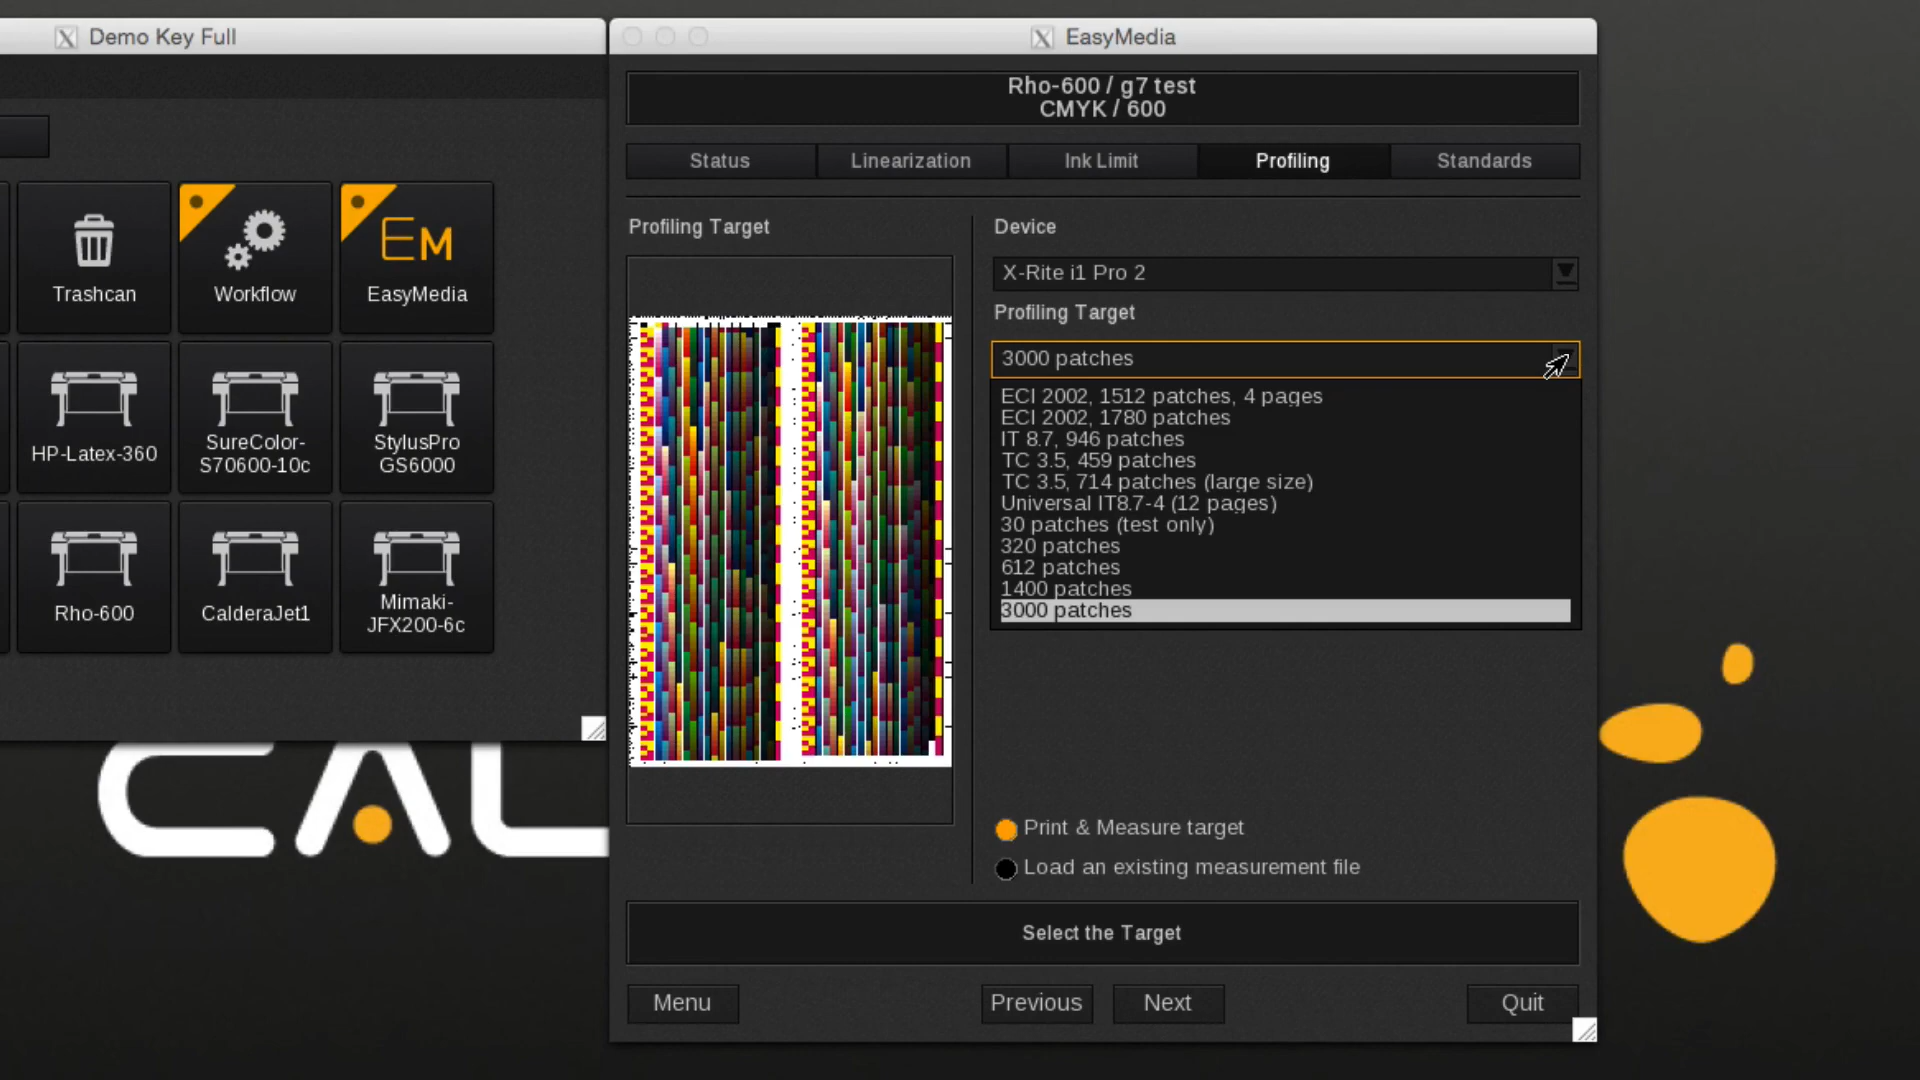 Demo Key Full
Trashcan
Workflow
EM
EasyMedia
HP-Latex-360
SureColor-
S70600-10c
StylusPro
GS6000
Rho-600
CalderaJet1
Mimaki-
JFX200-6c
CAL
EasyMedia
Rho-600 / g7 test
CMYK / 600
Status
Linearization
Ink Limit
Profiling
Standards
Profiling Target
Device
X-Rite i1 Pro 2
Profiling Target
3000 patches
ECI 2002, 1512 patches, 4 pages
ECI 2002, 1780 patches
IT 8.7, 946 patches
TC 3.5, 459 patches
TC 3.5, 714 patches (large size)
Universal IT8.7-4 (12 pages)
30 patches (test only)
320 patches
612 patches
1400 patches
3000 patches
Print & Measure target
Load an existing measurement file
Select the Target
Menu
Previous
Next
Quit